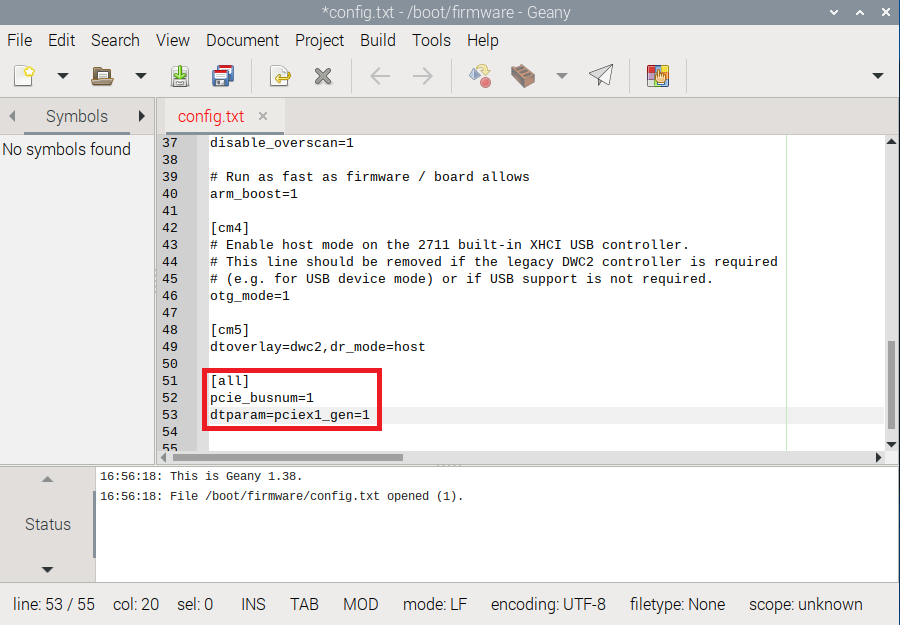 *config.txt - /boot/firmware - Geany
File Edit Search View Document Project Build Tools Help
Symbols
config.txt
No symbols found
37 disable_overscan=1
38
39 # Run as fast as firmware / board allows
40 arm_boost=1
41
42 [cm4]
43 # Enable host mode on the 2711 built-in XHCI USB controller.
44 # This line should be removed if the legacy DWC2 controller is required
45 # (e.g. for USB device mode) or if USB support is not required.
46 otg_mode=1
47
48 [cm5]
49 dtoverlay=dwc2,dr_mode=host
50
51 [all]
52 pcie_busnum=1
53 dtparam=pciex1_gen=1
54
55
Status
16:56:18: This is Geany 1.38.
16:56:18: File /boot/firmware/config.txt opened (1).
line: 53 / 55 col: 20 sel: 0 INS TAB MOD mode: LF encoding: UTF-8 filetype: None scope: unknown